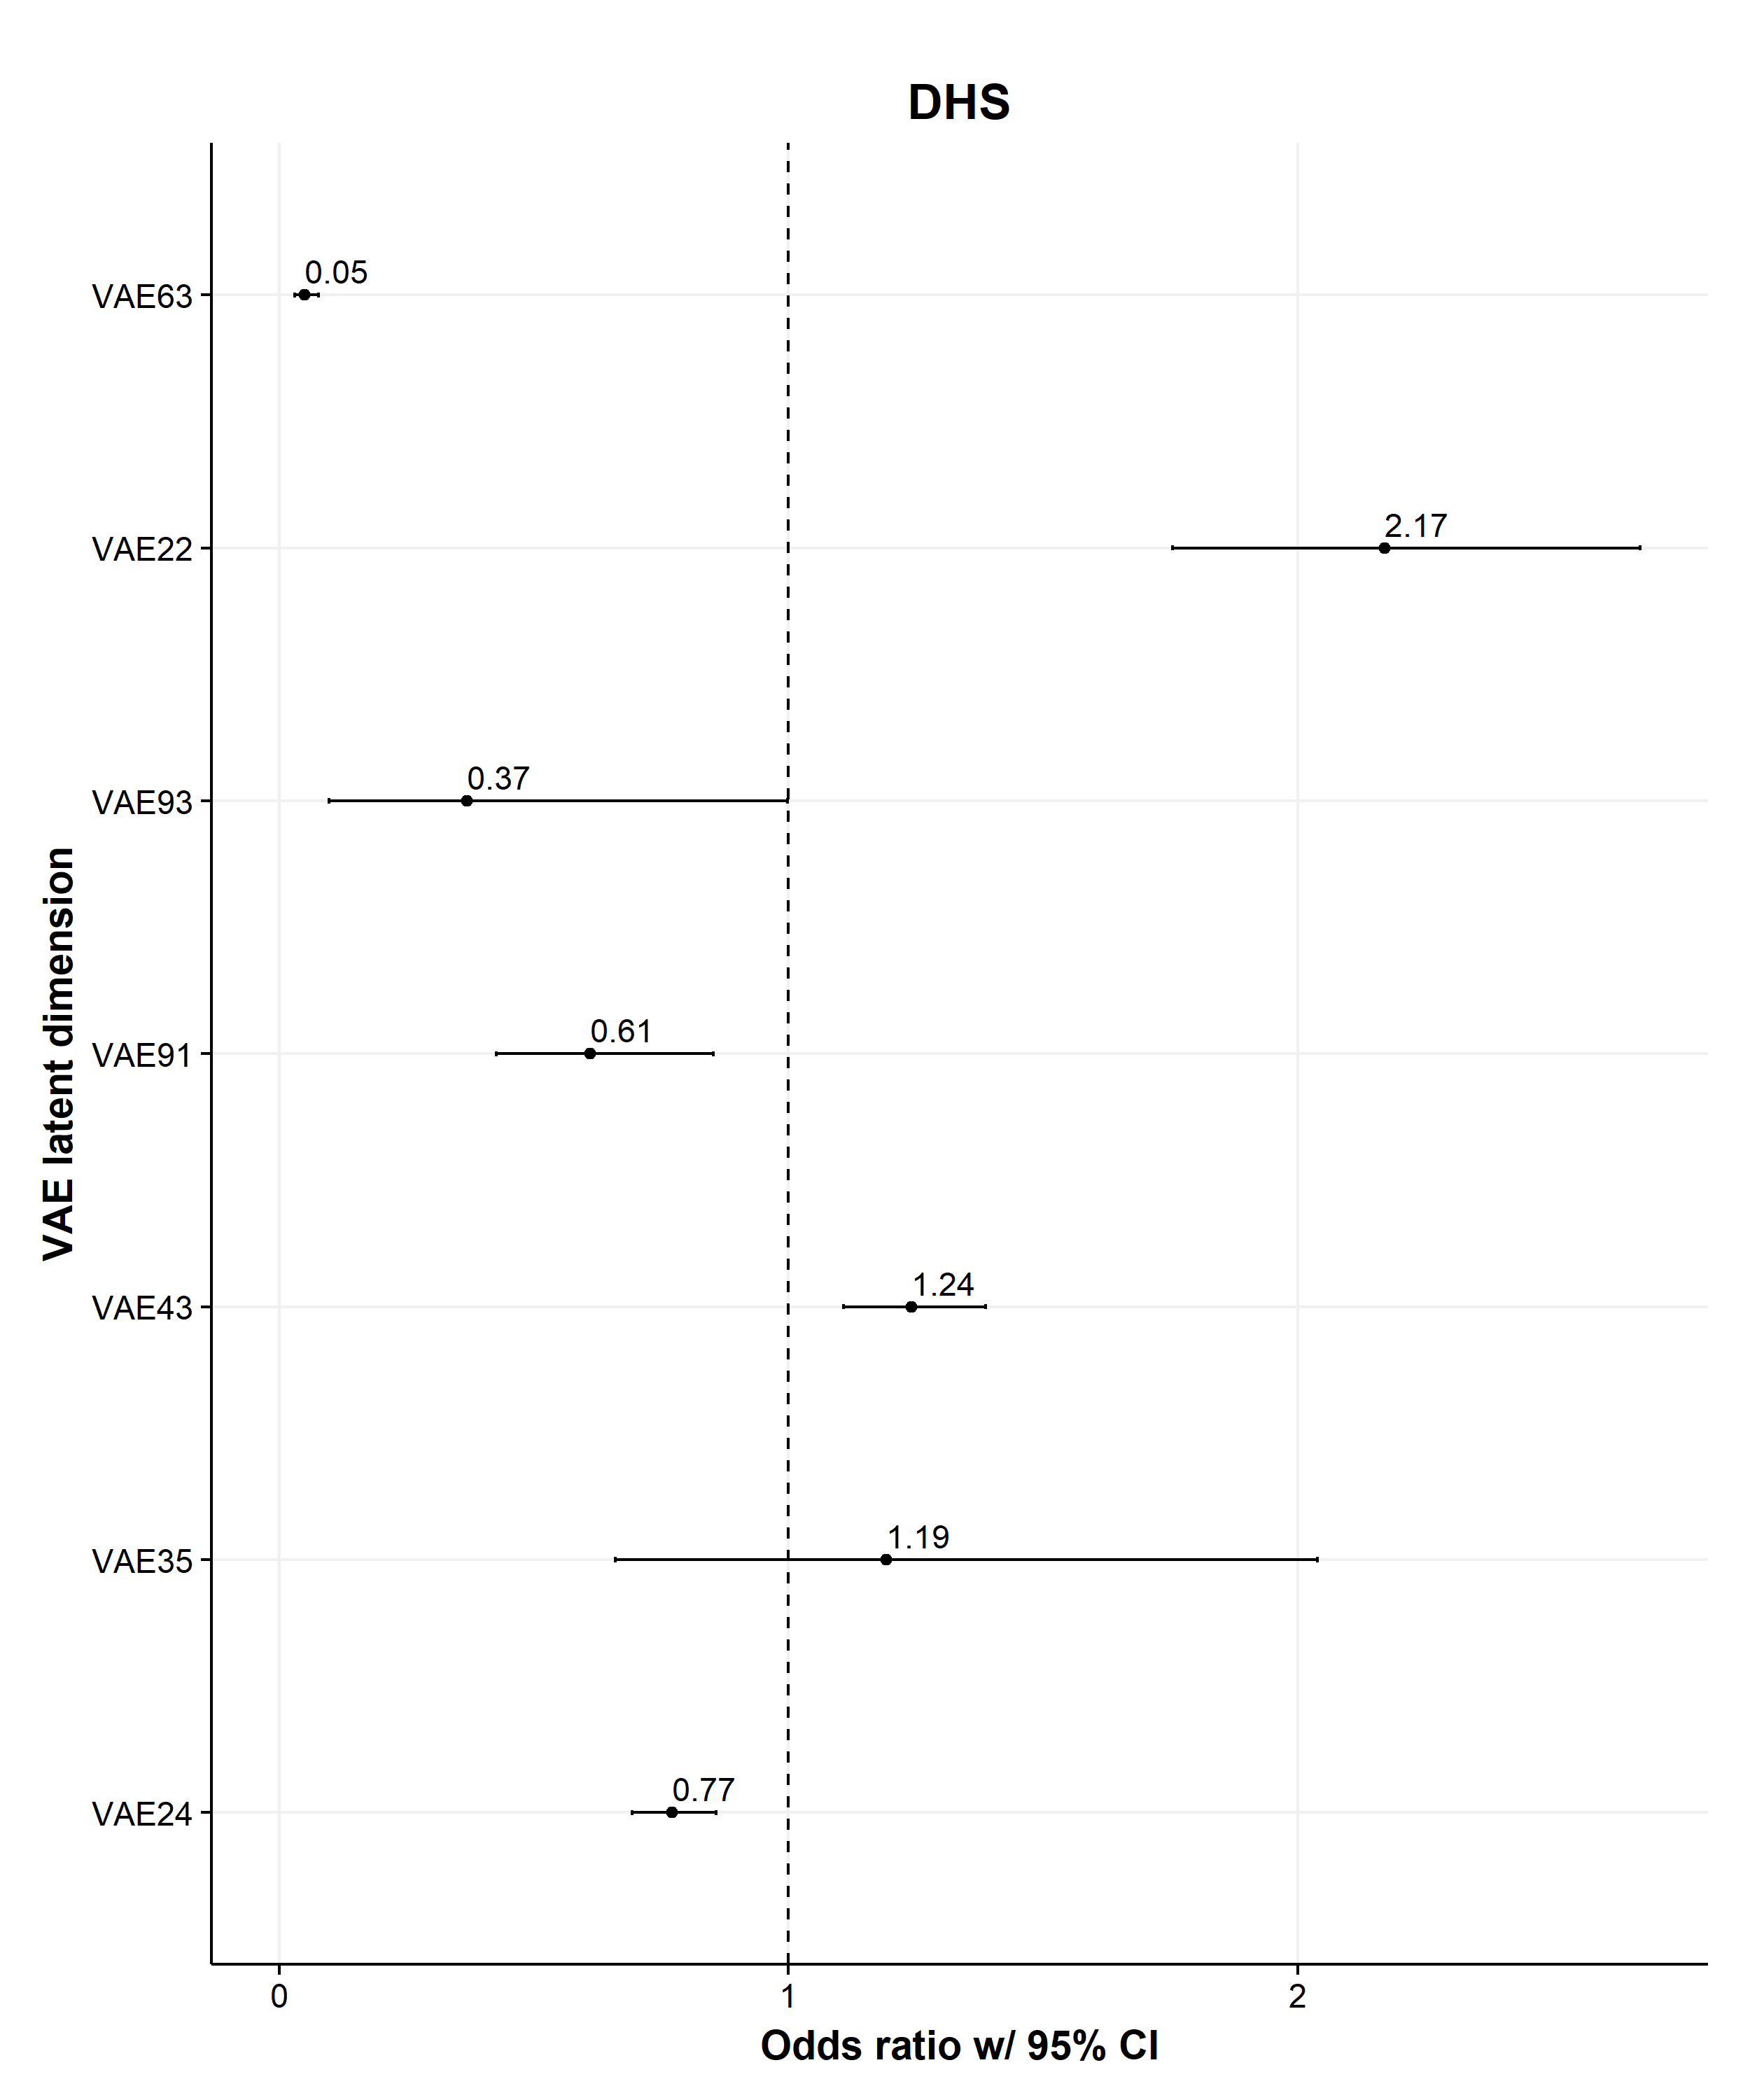 DHS
VAE63
0.05
VAE22
2.17
VAE93
0.37
VAE91
0.61
VAE43
1.24
VAE35
1.19
VAE24
0.77
VAE latent dimension
0 1 2
Odds ratio w/ 95% CI